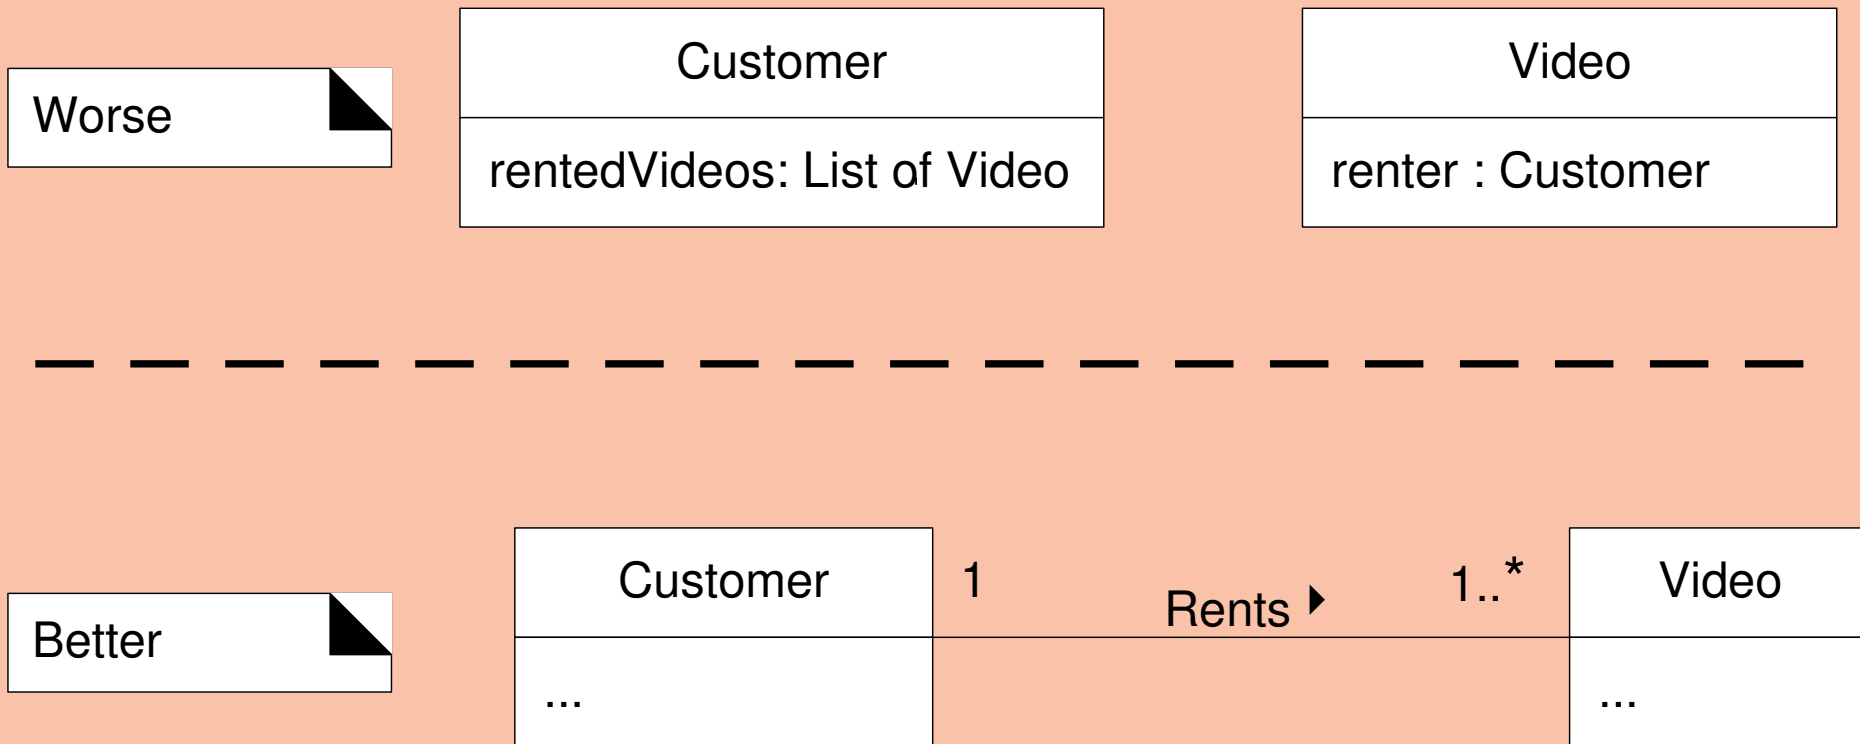 Worse
Customer
rentedVideos: List of Video
Video
renter : Customer
Better
Customer
...
1
Rents
1..*
Video
...